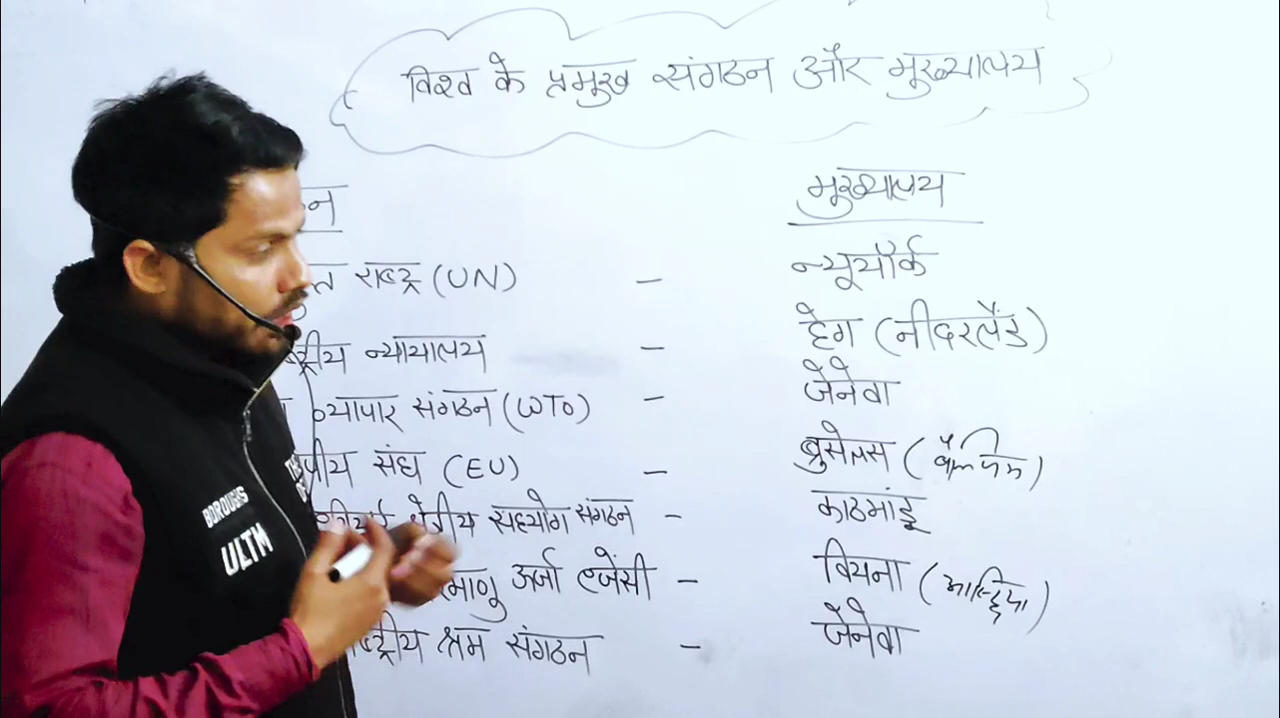 विश्व के प्रमुख संगठन और मुख्यालय
मुख्यालय
राष्ट्र (UN) - न्यूयॉर्क
न्यायालय - हेग (नीदरलैंड)
व्यापार संगठन (WTO) - जेनेवा
संघ (EU) - ब्रुसेल्स (बेल्जियम)
क्षेत्रीय सहयोग संगठन - काठमांडू
ऊर्जा एजेंसी - वियना (आस्ट्रिया)
श्रम संगठन - जेनेवा
BOROUGHS
ULTM